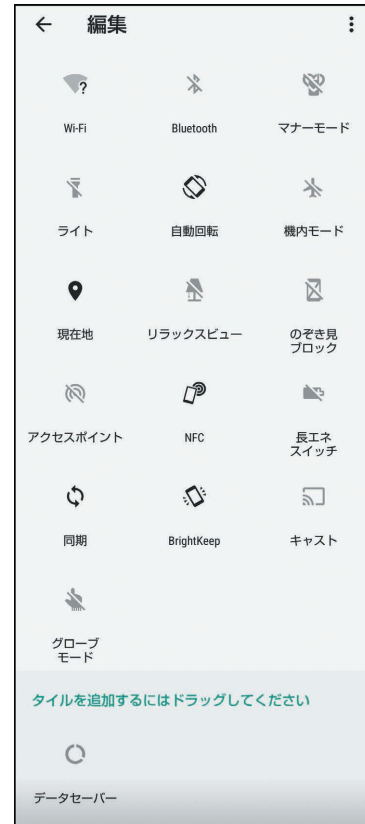 編集
?
Wi-Fi
Bluetooth
マナーモード
ライト
自動回転
機内モード
現在地
リラックスビュー
のぞき見
ブロック
アクセスポイント
NFC
長エネ
スイッチ
同期
BrightKeep
キャスト
グローブ
モード
タイルを追加するにはドラッグしてください
データセーバー